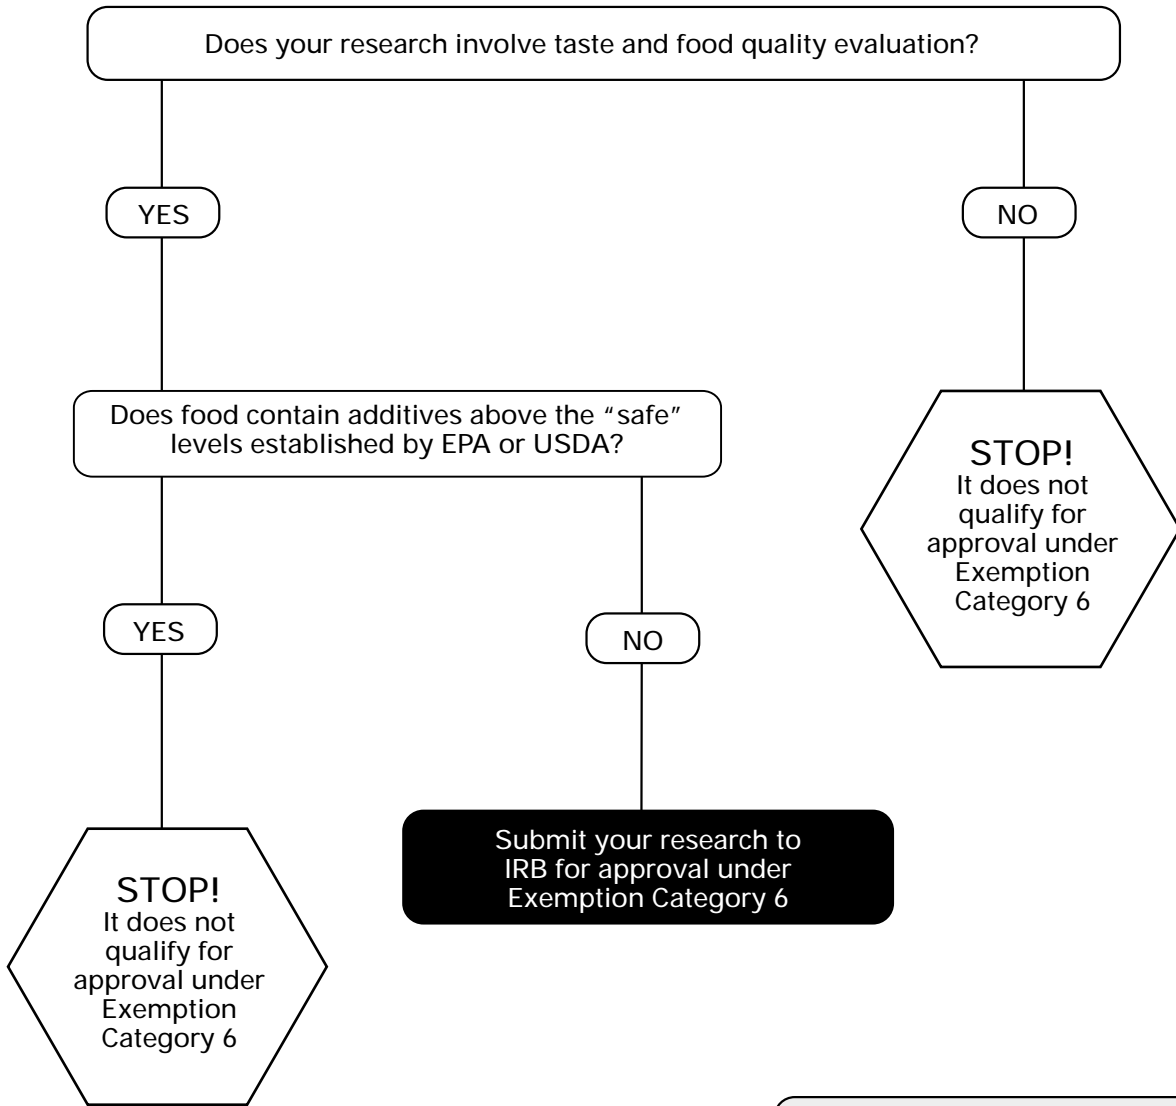 Does your research involve taste and food quality evaluation?
YES
NO
Does food contain additives above the “safe”
levels established by EPA or USDA?
STOP!
It does not
qualify for
approval under
Exemption
Category 6
YES
NO
Submit your research to
IRB for approval under
Exemption Category 6
STOP!
It does not
qualify for
approval under
Exemption
Category 6